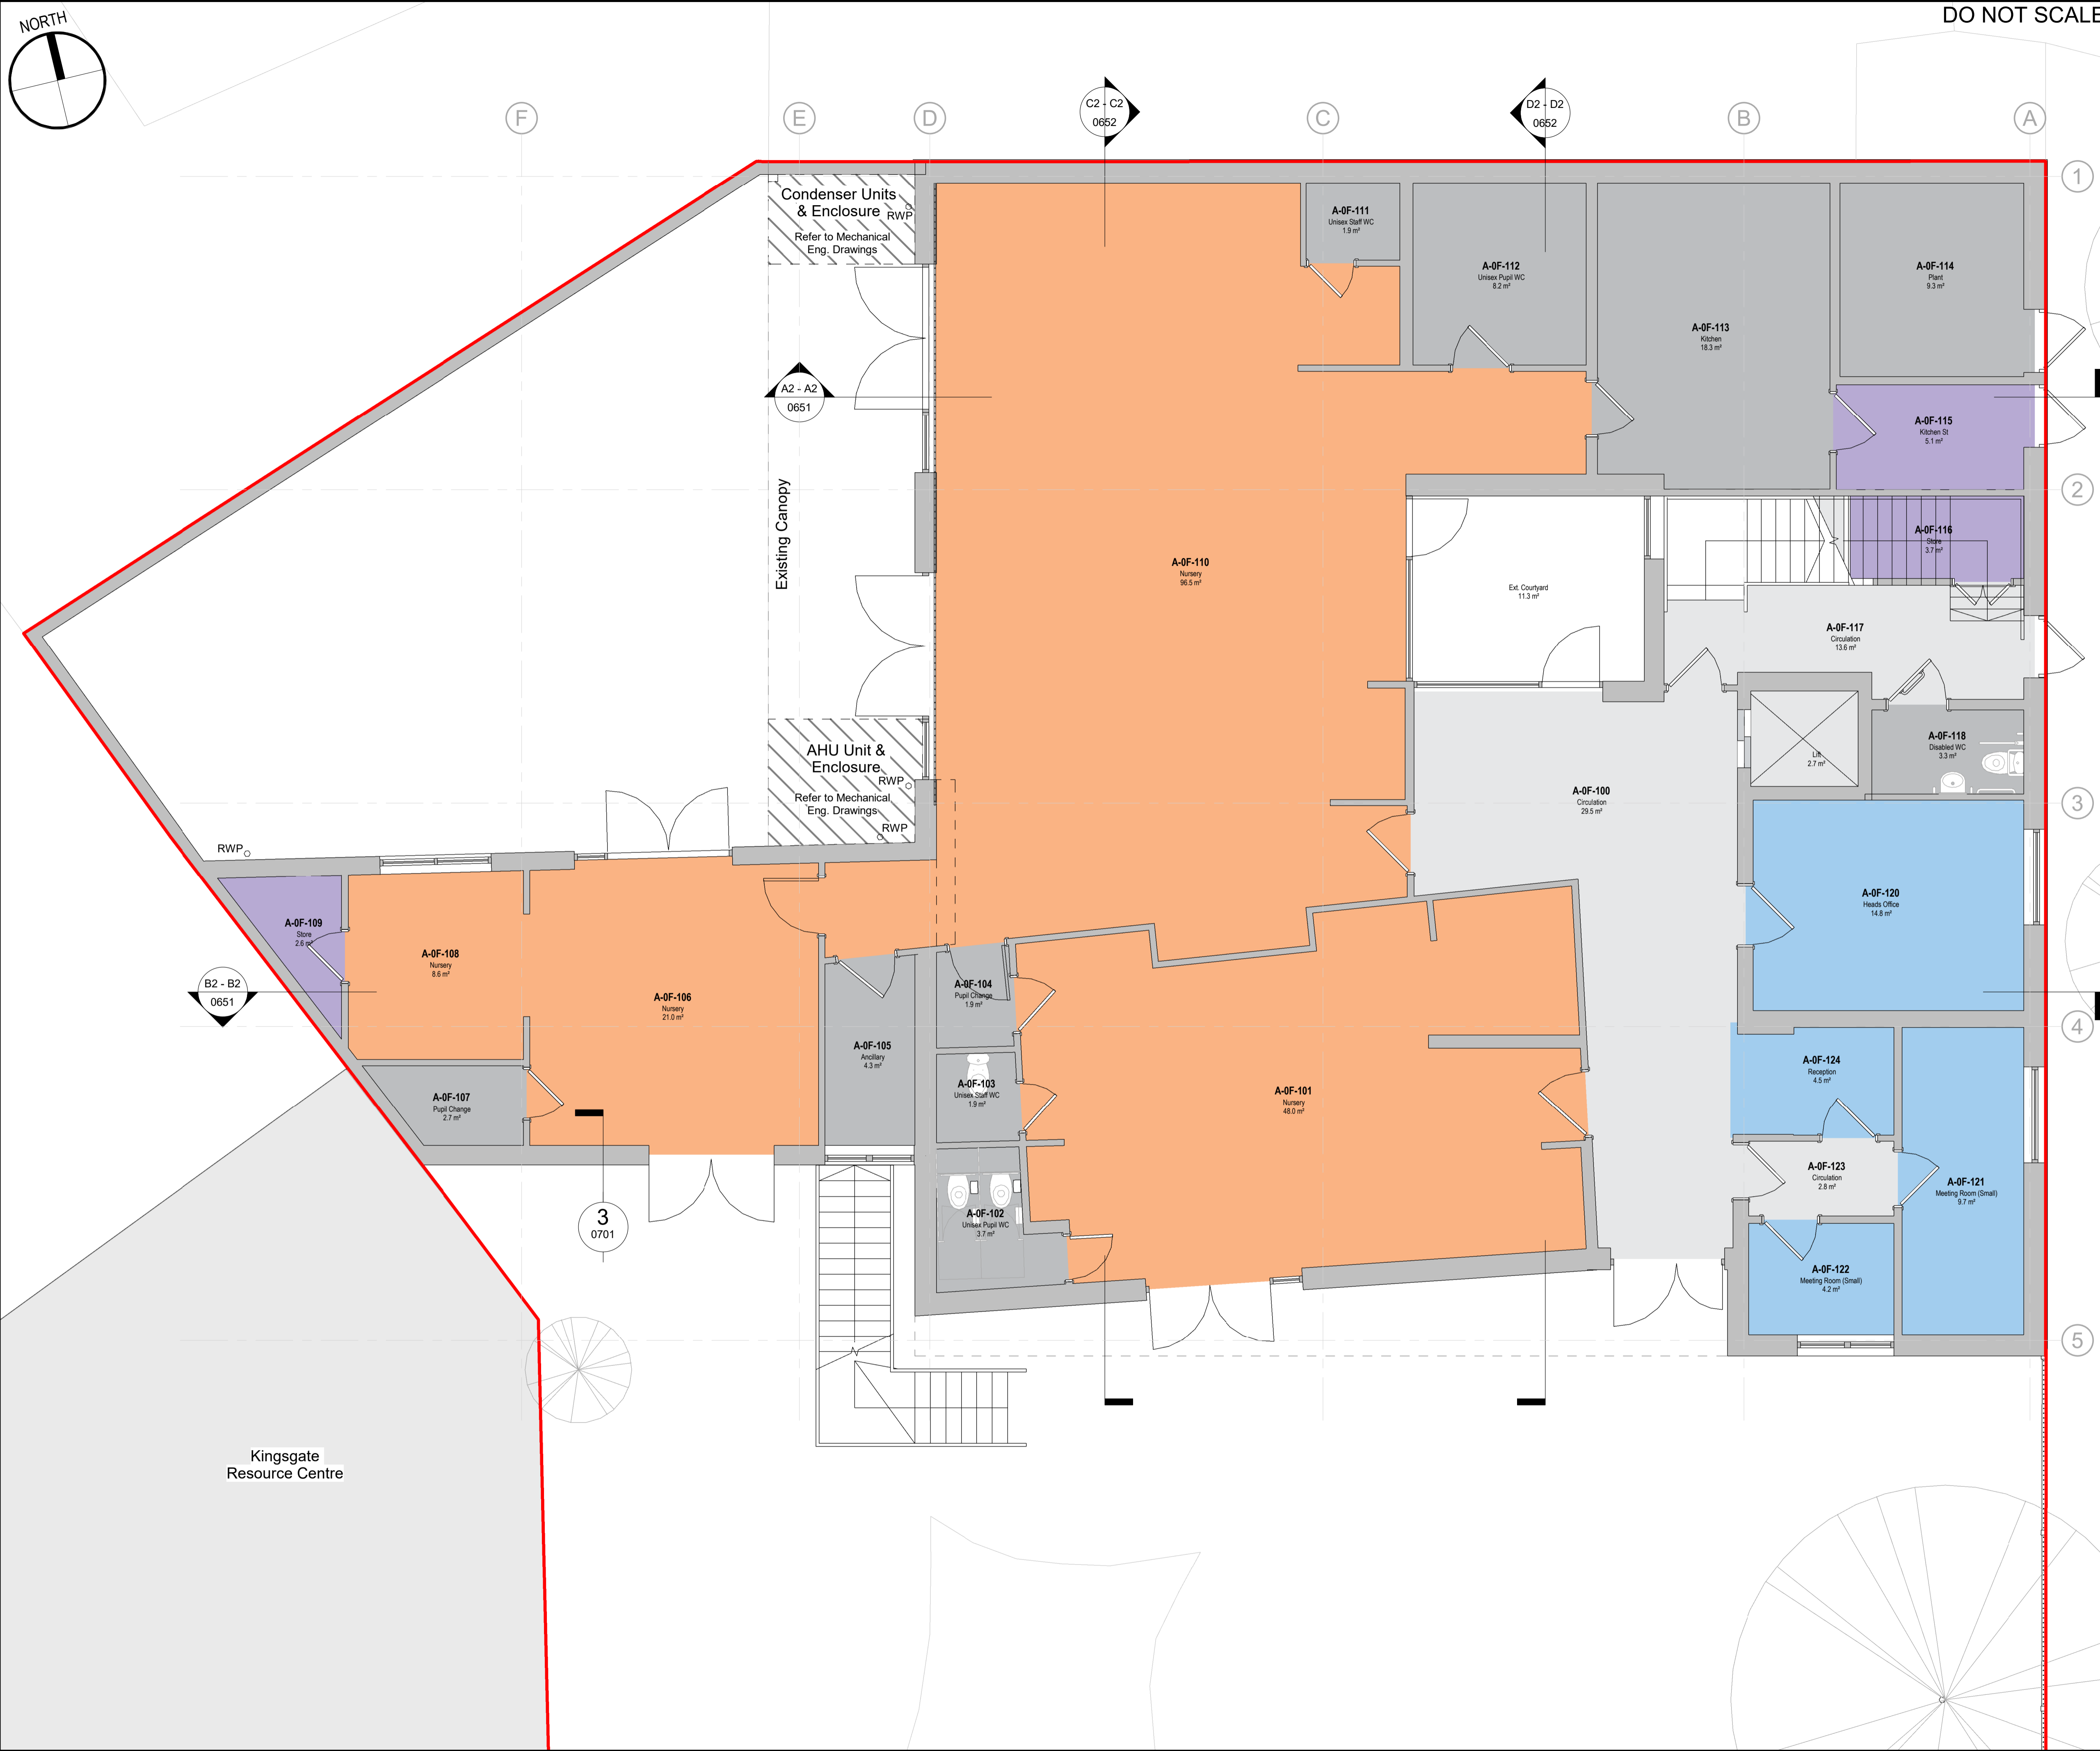 DO NOT SCALE
NORTH
F
E
D
C2 - C2
0652
C
D2 - D2
0652
B
A
1
2
3
4
5
Condenser Units
& Enclosure
RWP
Refer to Mechanical
Eng. Drawings
A-0F-111
Unisex Staff WC
1.9 m²
A-0F-112
Unisex Pupil WC
8.2 m²
A-0F-113
Kitchen
18.3 m²
A-0F-114
Plant
9.3 m²
A2 - A2
0651
A-0F-115
Kitchen St
5.1 m²
Existing Canopy
A-0F-116
Store
3.7 m²
A-0F-110
Nursery
96.5 m²
Ext. Courtyard
11.3 m²
A-0F-117
Circulation
13.6 m²
AHU Unit &
Enclosure
RWP
Refer to Mechanical
Eng. Drawings
RWP
Lift
2.7 m²
A-0F-118
Disabled WC
3.3 m²
A-0F-100
Circulation
29.5 m²
RWP
A-0F-120
Heads Office
14.8 m²
A-0F-109
Store
2.6 m²
A-0F-108
Nursery
8.6 m²
B2 - B2
0651
A-0F-106
Nursery
21.0 m²
A-0F-104
Pupil Change
1.9 m²
A-0F-105
Ancillary
4.3 m²
A-0F-103
Unisex Staff WC
1.9 m²
A-0F-101
Nursery
48.0 m²
A-0F-124
Reception
4.5 m²
A-0F-107
Pupil Change
2.7 m²
A-0F-123
Circulation
2.8 m²
A-0F-121
Meeting Room (Small)
9.7 m²
3
0701
A-0F-102
Unisex Pupil WC
3.7 m²
A-0F-122
Meeting Room (Small)
4.2 m²
Kingsgate
Resource Centre